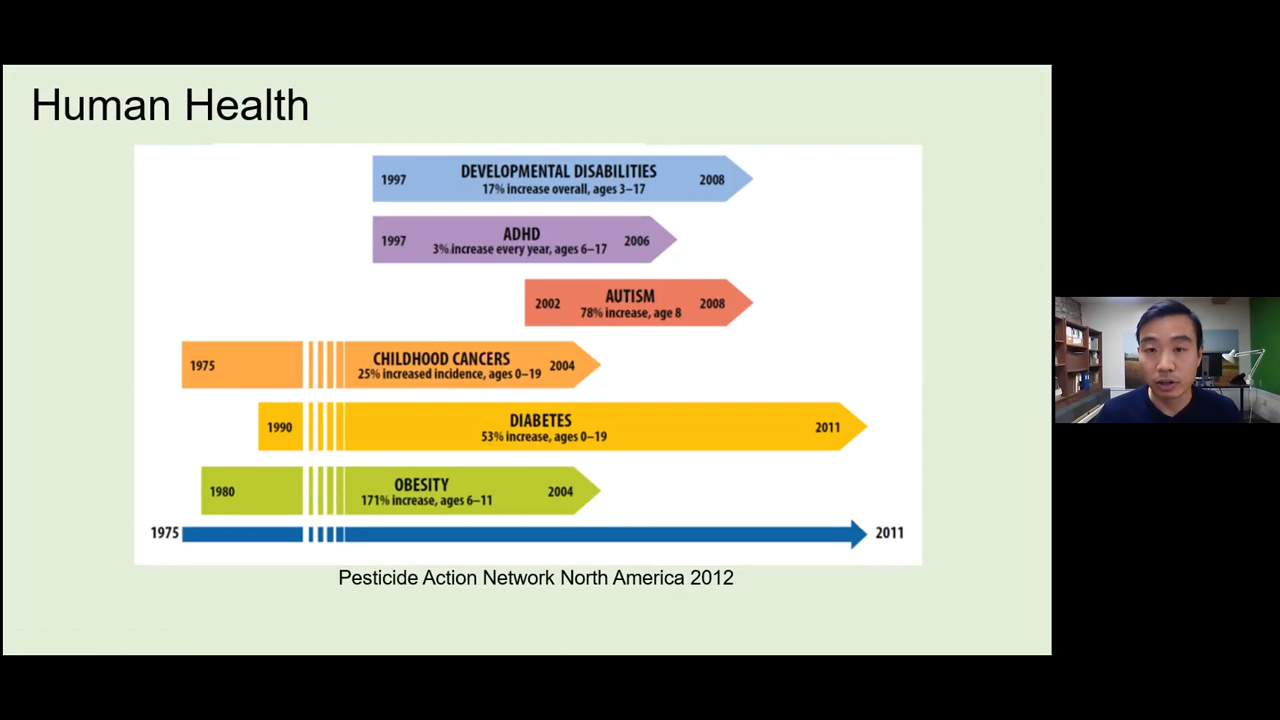 Human Health
1997
DEVELOPMENTAL DISABILITIES
17% increase overall, ages 3–17
2008
1997
ADHD
3% increase every year, ages 6–17
2006
2002
AUTISM
78% increase, age 8
2008
1975
CHILDHOOD CANCERS
25% increased incidence, ages 0–19
2004
1990
DIABETES
53% increase, ages 0–19
2011
1980
OBESITY
171% increase, ages 6–11
2004
1975
2011
Pesticide Action Network North America 2012